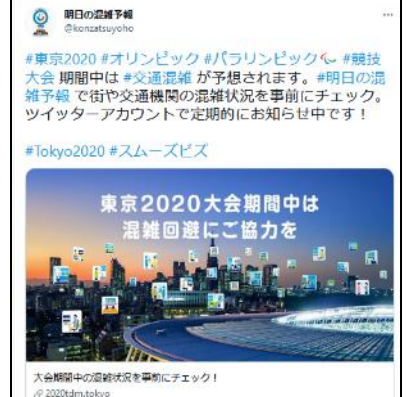 明日の混雑予報
@konzatsuyoho
#東京2020 #オリンピック #パラリンピック #競技
大会 期間中は #交通混雑 が予想されます。#明日の混
雑予報 で街や交通機関の混雑状況を事前にチェック。
ツイッターアカウントで定期的にお知らせ中です！
#Tokyo2020 #スムーズビズ
東京2020大会期間中は
混雑回避にご協力を
大会期間中の混雑状況を事前にチェック！
2020tdm.tokyo